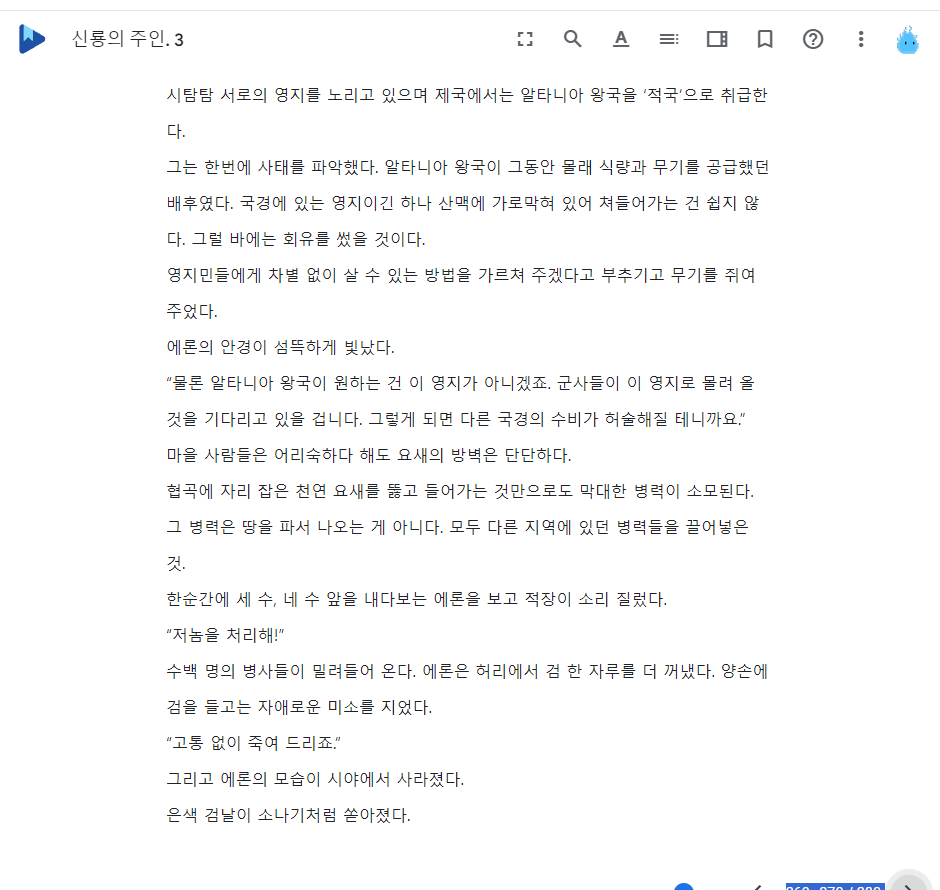 신룡의 주인. 3
시탐탐 서로의 영지를 노리고 있으며 제국에서는 알타니아 왕국을 ‘적국’으로 취급한
다.
그는 한번에 사태를 파악했다. 알타니아 왕국이 그동안 몰래 식량과 무기를 공급했던
배후였다. 국경에 있는 영지이긴 하나 산맥에 가로막혀 있어 쳐들어가는 건 쉽지 않
다. 그럴 바에는 회유를 썼을 것이다.
영지민들에게 차별 없이 살 수 있는 방법을 가르쳐 주겠다고 부추기고 무기를 쥐여
주었다.
에론의 안경이 섬뜩하게 빛났다.
“물론 알타니아 왕국이 원하는 건 이 영지가 아니겠죠. 군사들이 이 영지로 몰려 올
것을 기다리고 있을 겁니다. 그렇게 되면 다른 국경의 수비가 허술해질 테니까요.”
마을 사람들은 어리숙하다 해도 요새의 방벽은 단단하다.
협곡에 자리 잡은 천연 요새를 뚫고 들어가는 것만으로도 막대한 병력이 소모된다.
그 병력은 땅을 파서 나오는 게 아니다. 모두 다른 지역에 있던 병력들을 끌어넣은
것.
한순간에 세 수, 네 수 앞을 내다보는 에론을 보고 적장이 소리 질렀다.
“저놈을 처리해!”
수백 명의 병사들이 밀려들어 온다. 에론은 허리에서 검 한 자루를 더 꺼냈다. 양손에
검을 들고는 자애로운 미소를 지었다.
“고통 없이 죽여 드리죠.”
그리고 에론의 모습이 시야에서 사라졌다.
은색 검날이 소나기처럼 쏟아졌다.